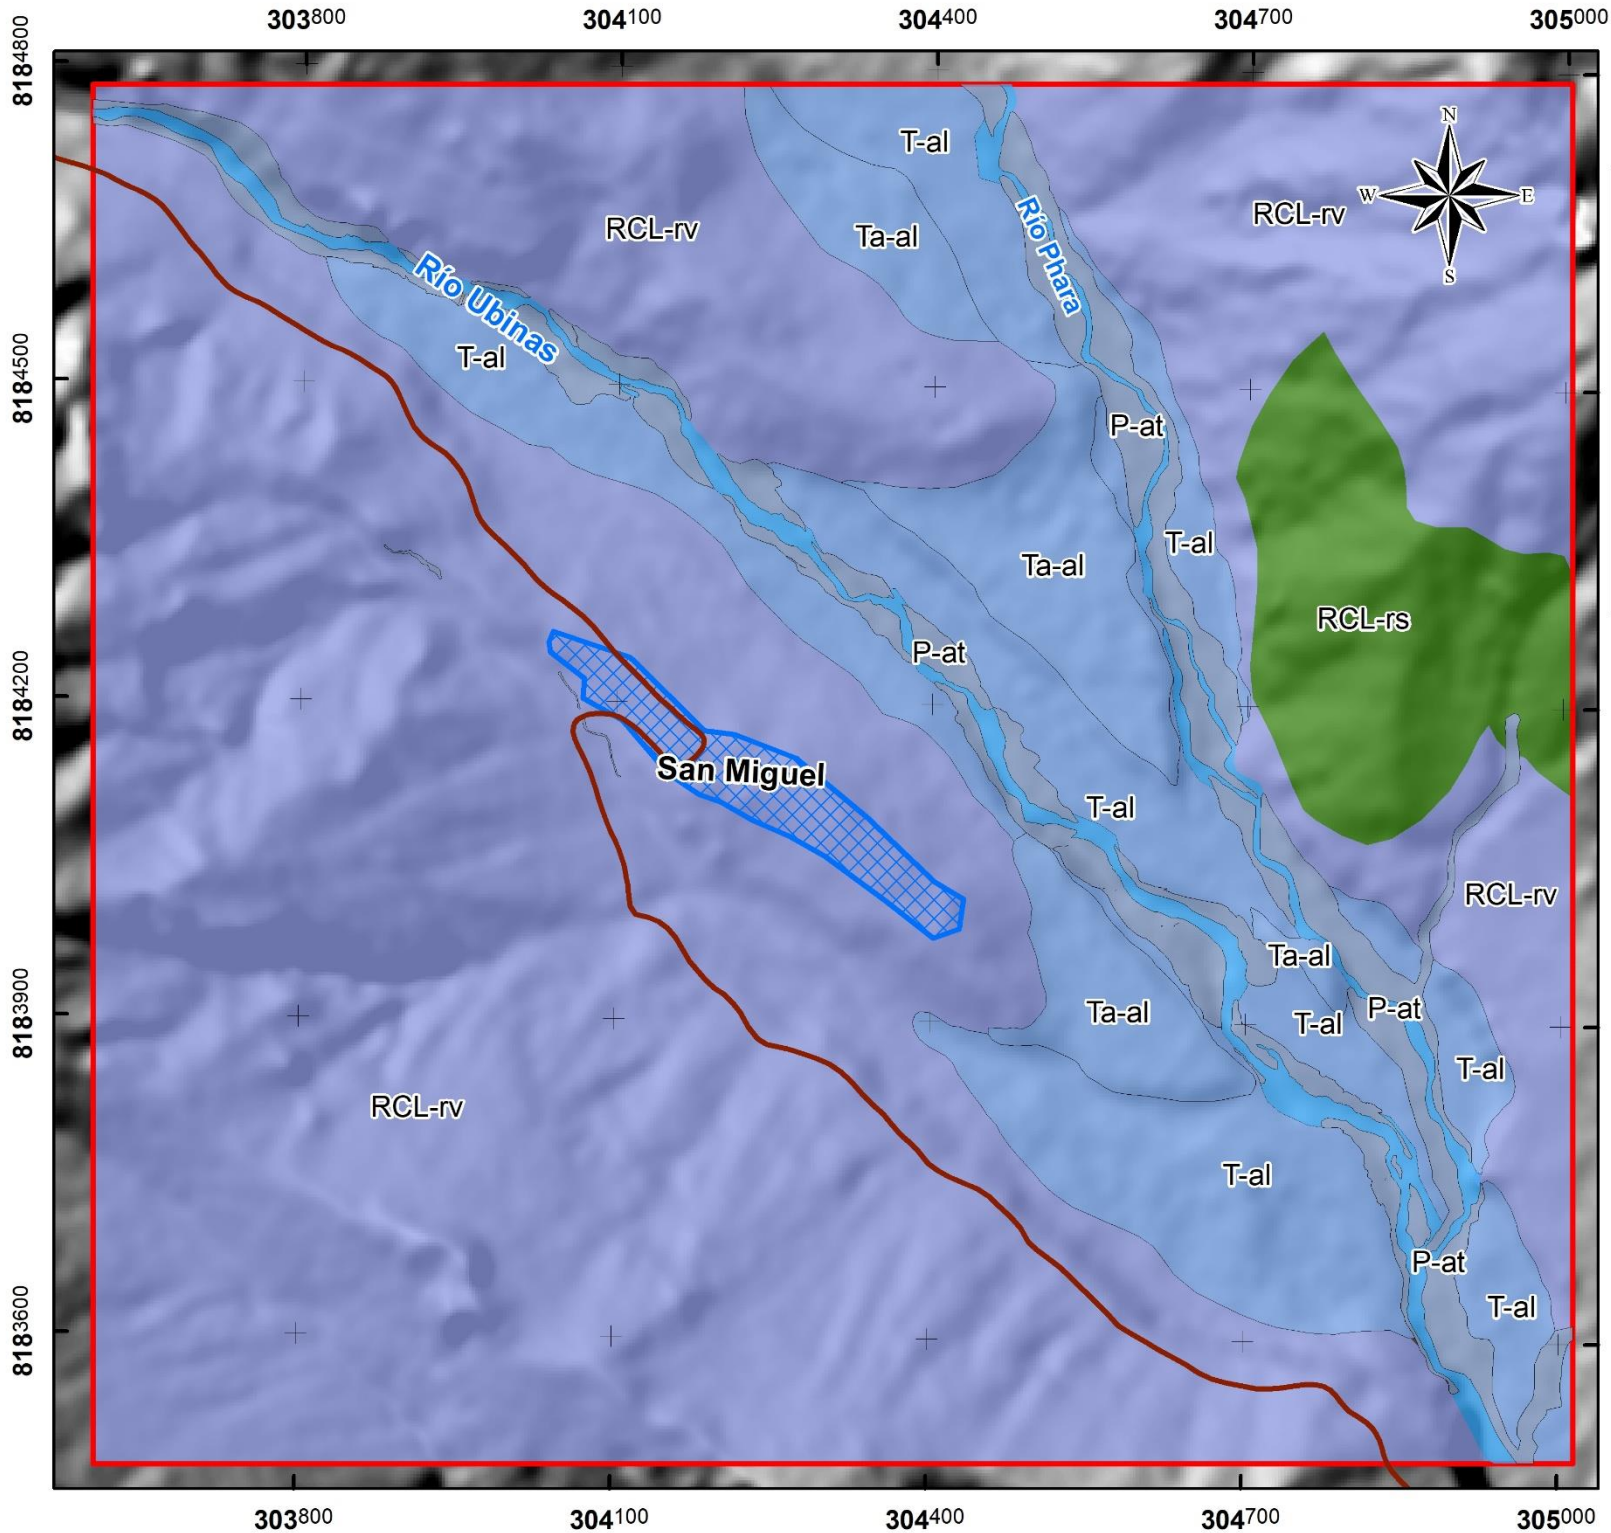 303800 304100 304400 304700 305000
8184800
N
W E
S
T-al
RCL-rv
Ta-al
Río Phara
RCL-rv
Río Ubinas
T-al
8184500
P-at
T-al
Ta-al
RCL-rs
P-at
8184200
San Miguel
T-al
RCL-rv
Ta-al
P-at
Ta-al
T-al
8183900
T-al
RCL-rv
T-al
P-at
T-al
8183600
303800 304100 304400 304700 305000